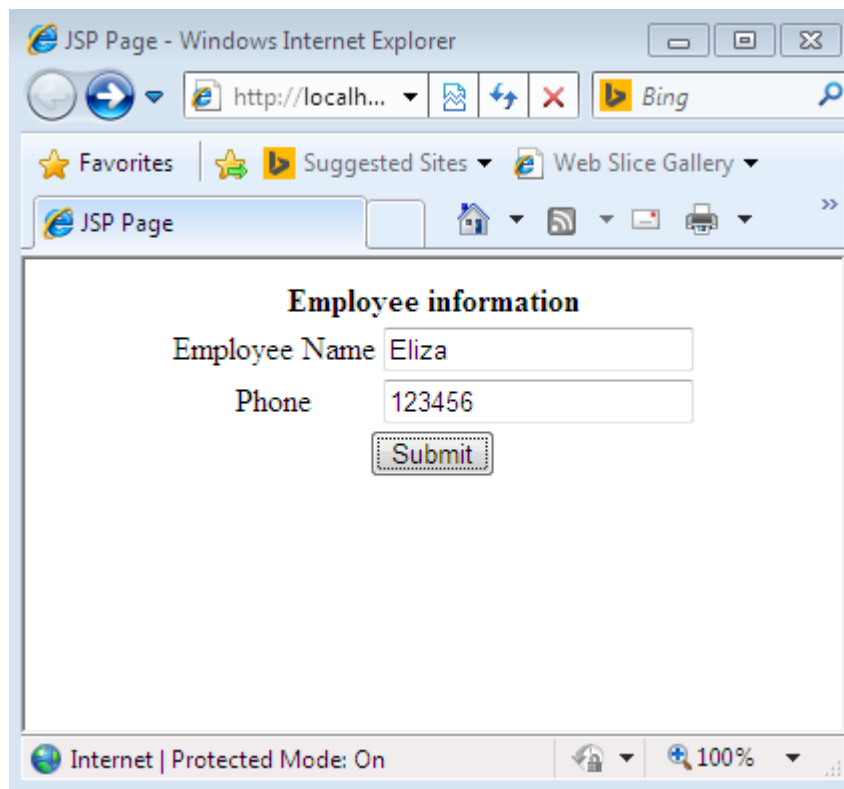 JSP Page - Windows Internet Explorer
http://localh... Bing
Favorites Suggested Sites Web Slice Gallery
JSP Page
Employee information
Employee Name Eliza
Phone 123456
Submit
Internet | Protected Mode: On 100%